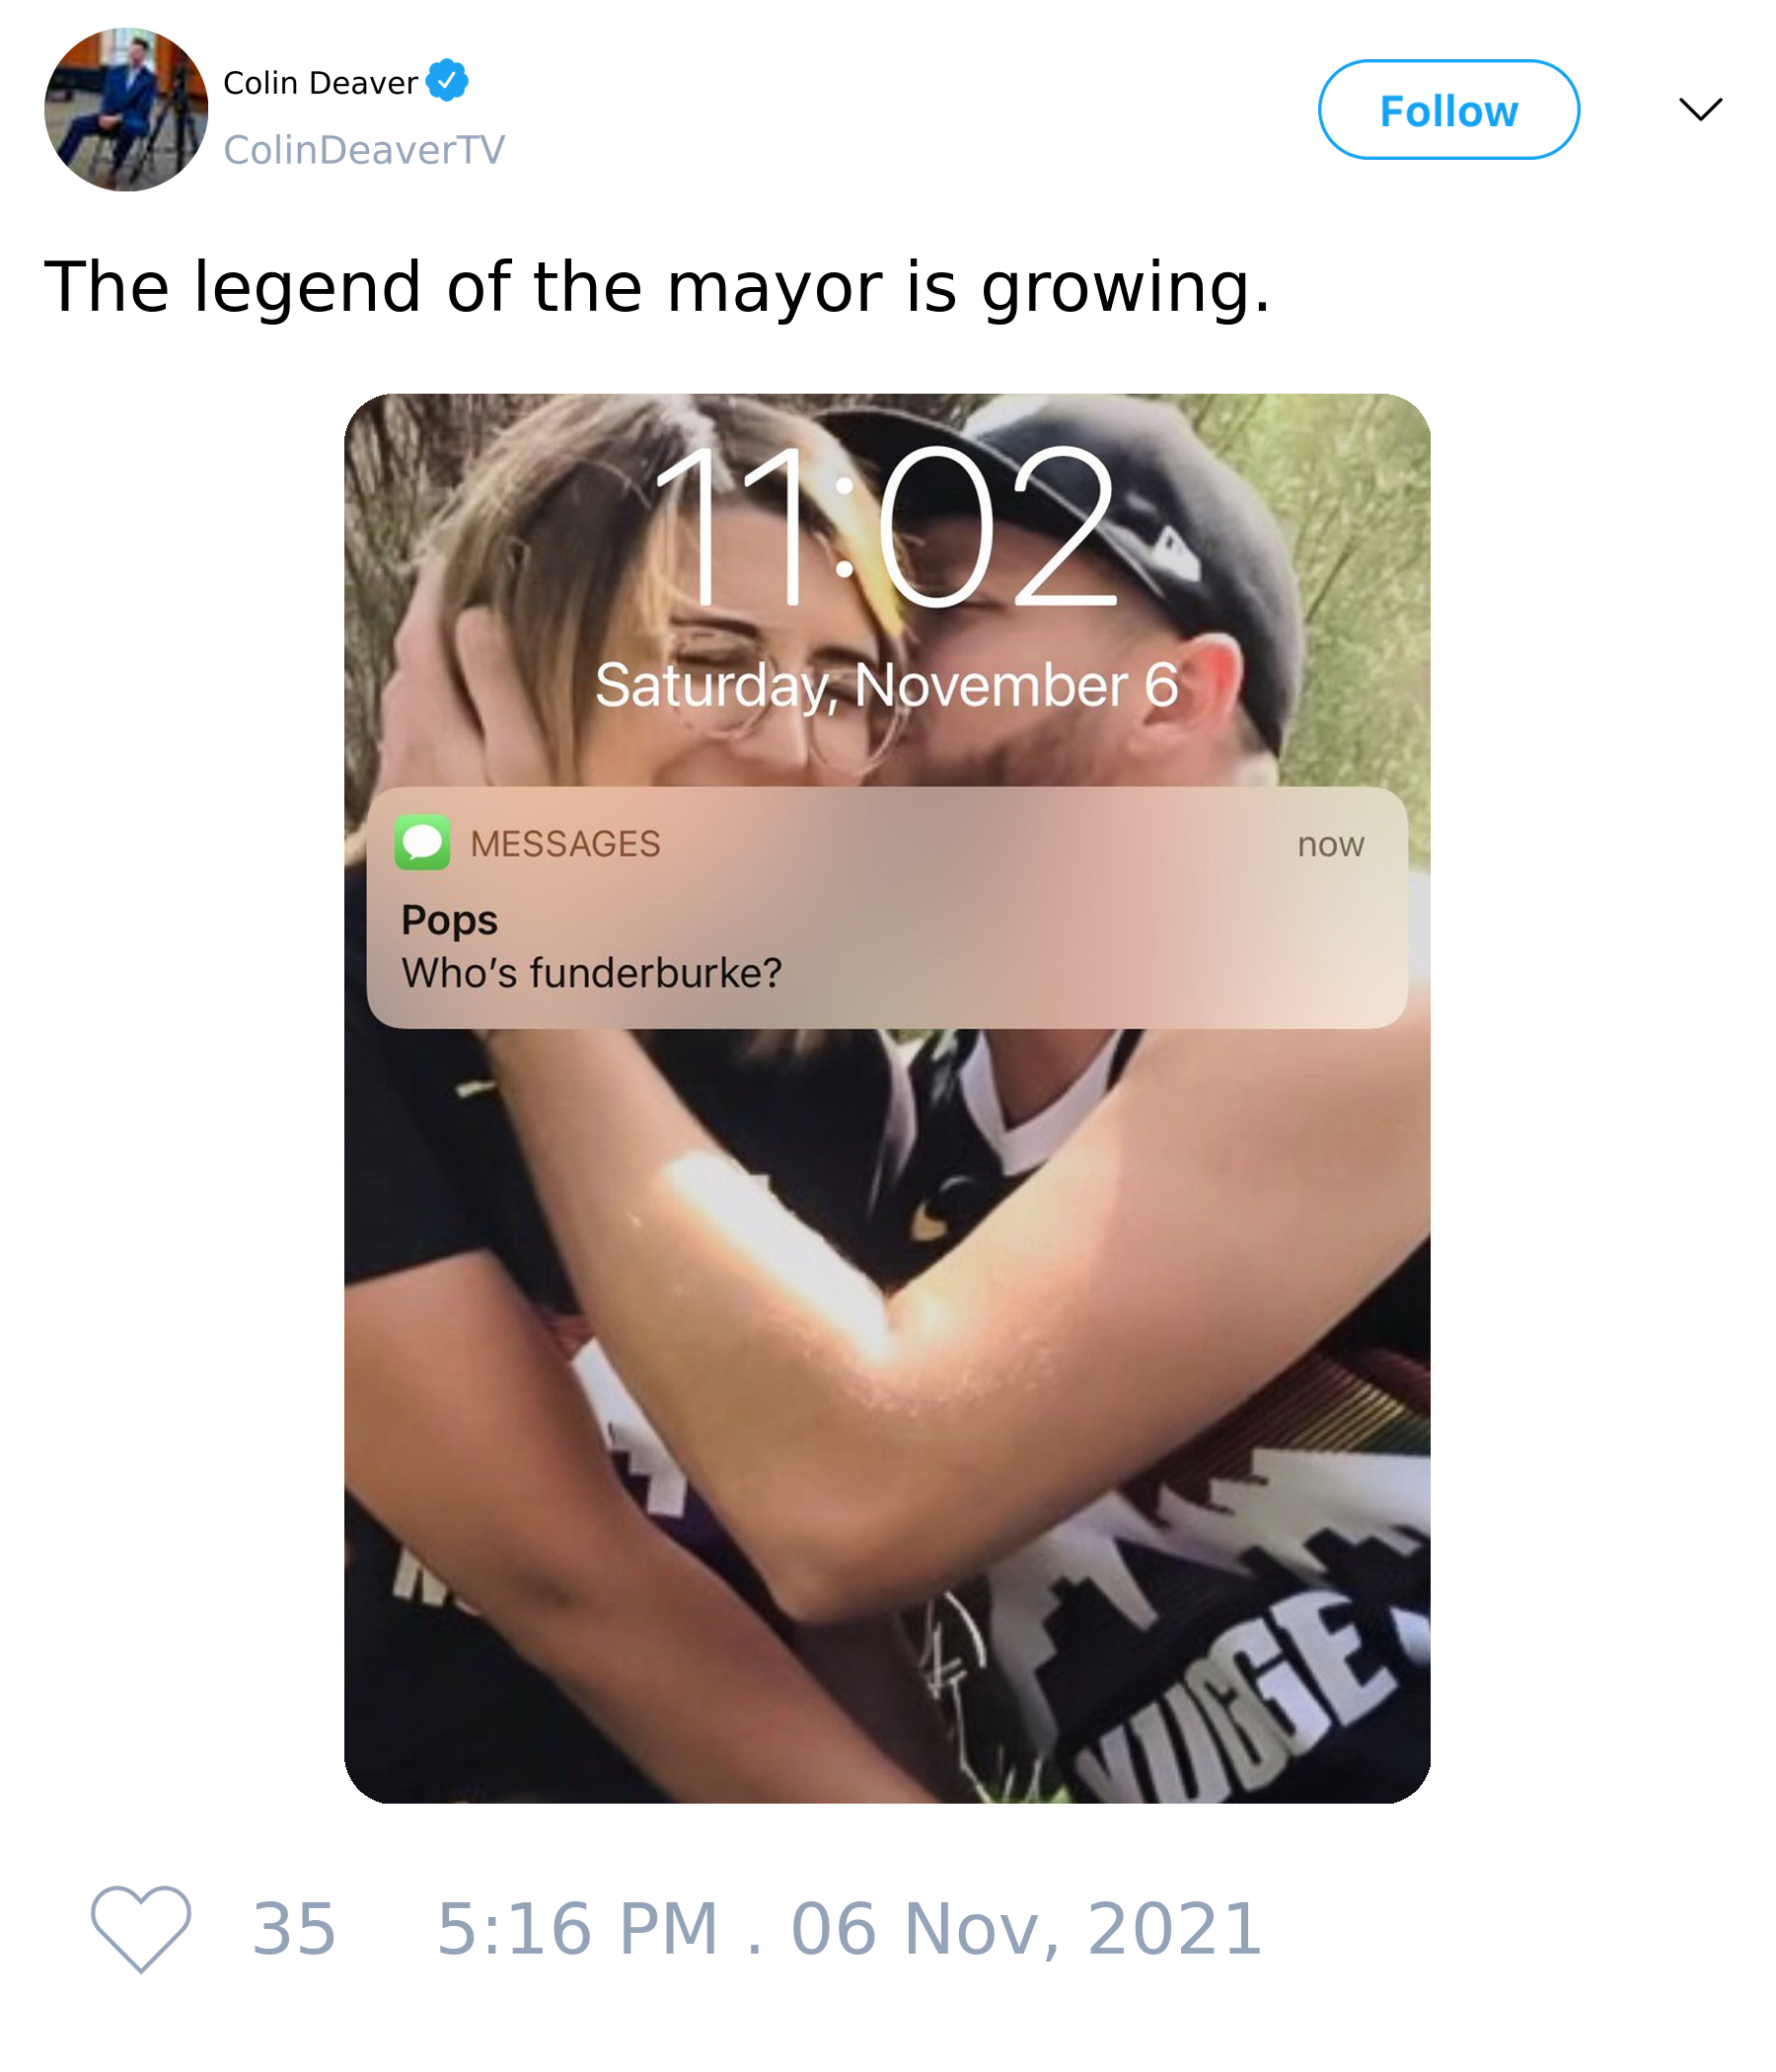 Colin Deaver
ColinDeaverTV
Follow
The legend of the mayor is growing.
11:02
Saturday, November 6
MESSAGES
now
Pops
Who's funderburke?
NUGGE
35
5:16 PM . 06 Nov, 2021